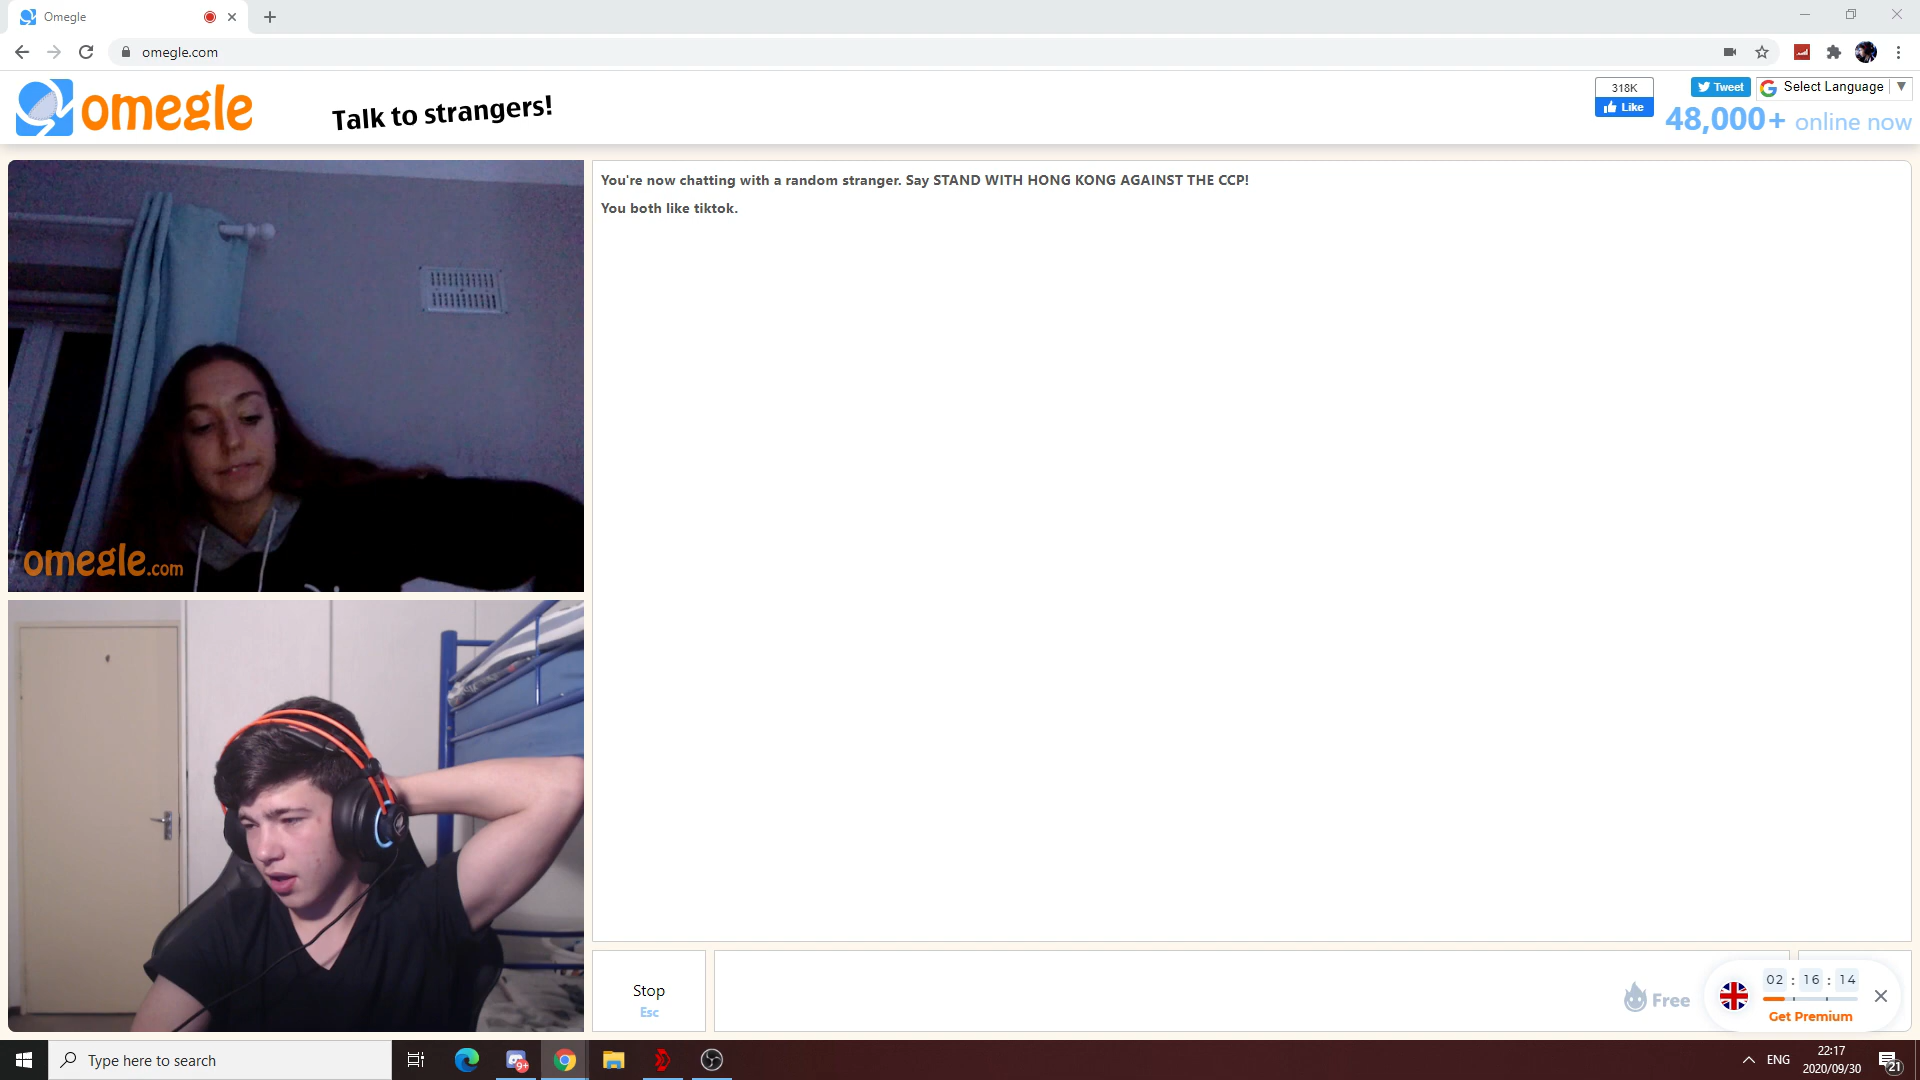 Omegle
omegle.com
omegle
Talk to strangers!
318K
Like
Tweet
Select Language
48,000+ online now
You're now chatting with a random stranger. Say STAND WITH HONG KONG AGAINST THE CCP!
You both like tiktok.
omegle.com
Stop
Esc
Free
02 : 16 : 14
Get Premium
Type here to search
9+
ENG
22:17
2020/09/30
21